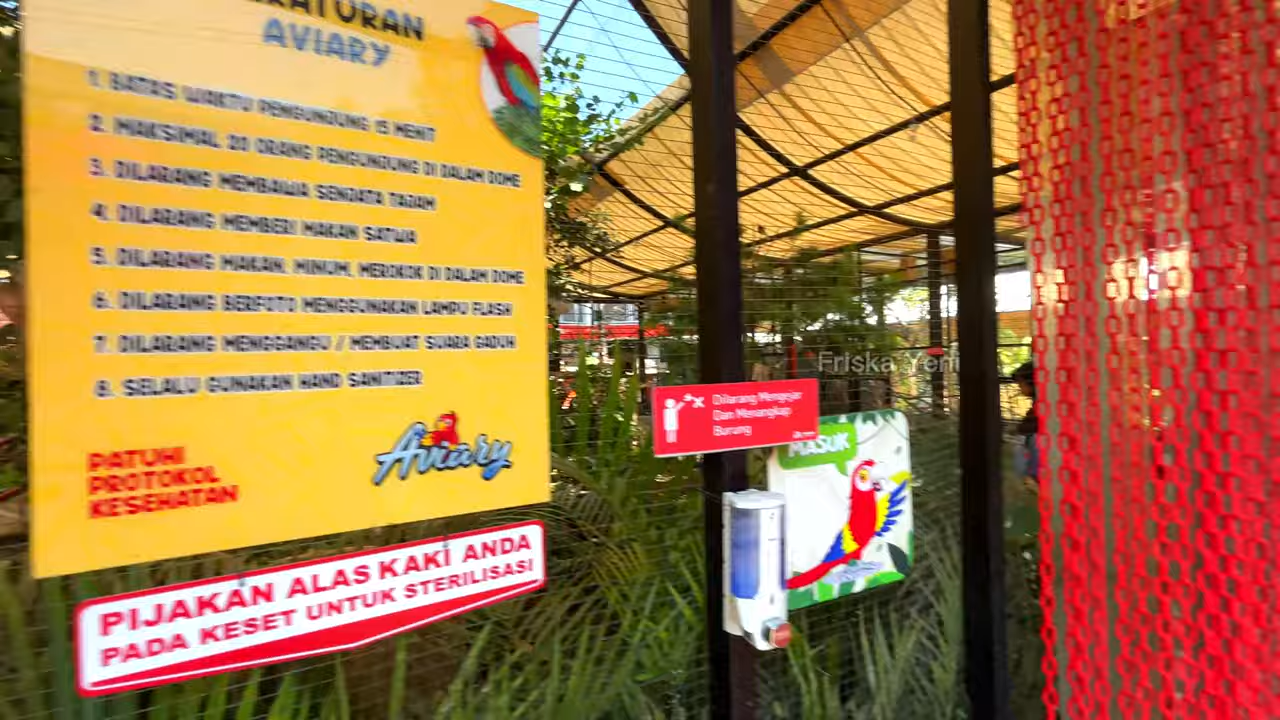 PERATURAN
AVIARY
1. BATAS WAKTU PENGUNJUNG 15 MENIT
2. MAKSIMAL 20 ORANG PENGUNJUNG DI DALAM DOME
3. DILARANG MEMBAWA SENJATA TAJAM
4. DILARANG MEMBERI MAKAN SATWA
5. DILARANG MAKAN, MINUM, MEROKOK DI DALAM DOME
6. DILARANG BERFOTO MENGGUNAKAN LAMPU FLASH
7. DILARANG MENGGANGU / MEMBUAT SUARA GADUH
8. SELALU GUNAKAN HAND SANITIZER
PATUHI
PROTOKOL
KESEHATAN
Aviary
PIJAKAN ALAS KAKI ANDA
PADA KESET UNTUK STERILISASI
Dilarang Mengejar
Dan Menangkap
Burung
MASUK
Friska Yeni